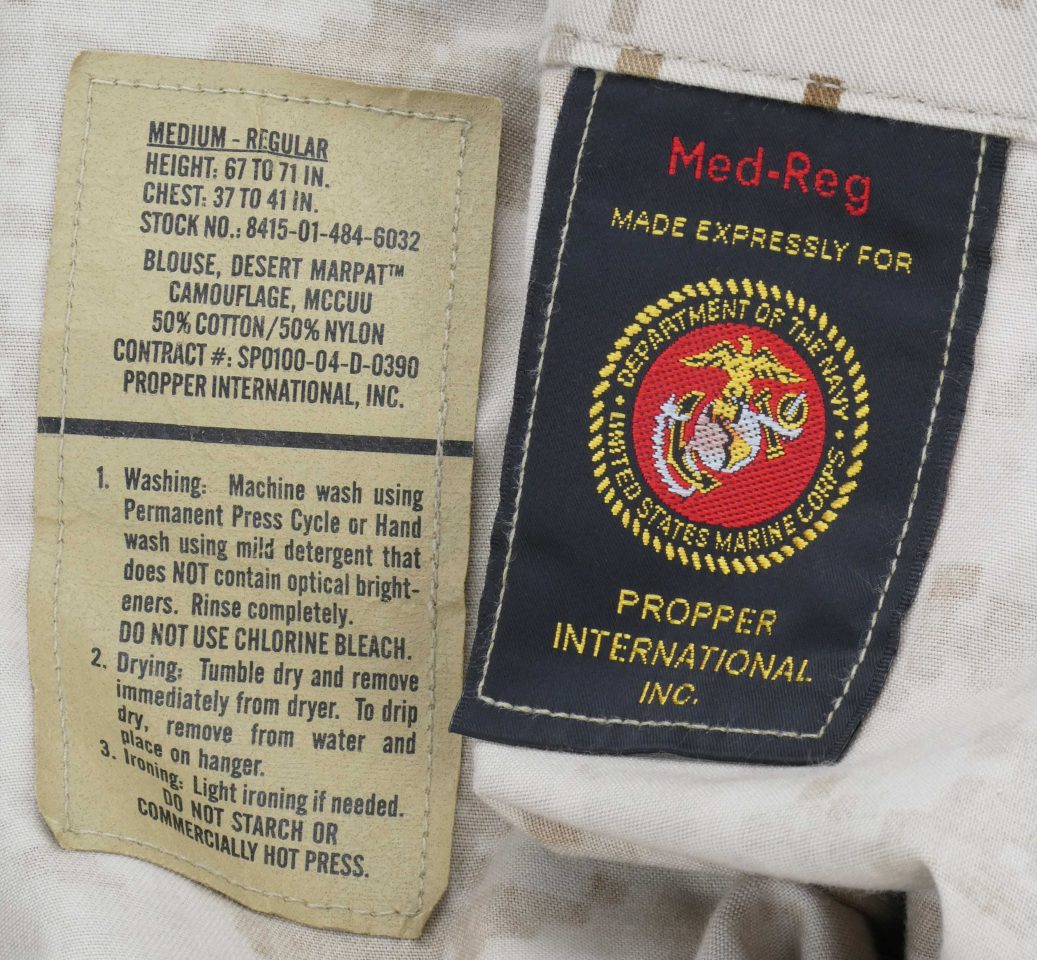 MEDIUM - REGULAR
HEIGHT: 67 TO 71 IN.
CHEST: 37 TO 41 IN.
STOCK NO.: 8415-01-484-6032
BLOUSE, DESERT MARPAT™
CAMOUFLAGE, MCCUU
50% COTTON/50% NYLON
CONTRACT #: SPO100-04-D-0390
PROPPER INTERNATIONAL, INC.
1. Washing: Machine wash using
Permanent Press Cycle or Hand
wash using mild detergent that
does NOT contain optical bright-
eners. Rinse completely.
DO NOT USE CHLORINE BLEACH.
2. Drying: Tumble dry and remove
immediately from dryer. To drip
dry, remove from water and
place on hanger.
3. Ironing: Light ironing if needed.
DO NOT STARCH OR
COMMERCIALLY HOT PRESS.
Med-Reg
MADE EXPRESSLY FOR
• DEPARTMENT OF THE NAVY •
UNITED STATES MARINE CORPS
PROPPER
INTERNATIONAL
INC.